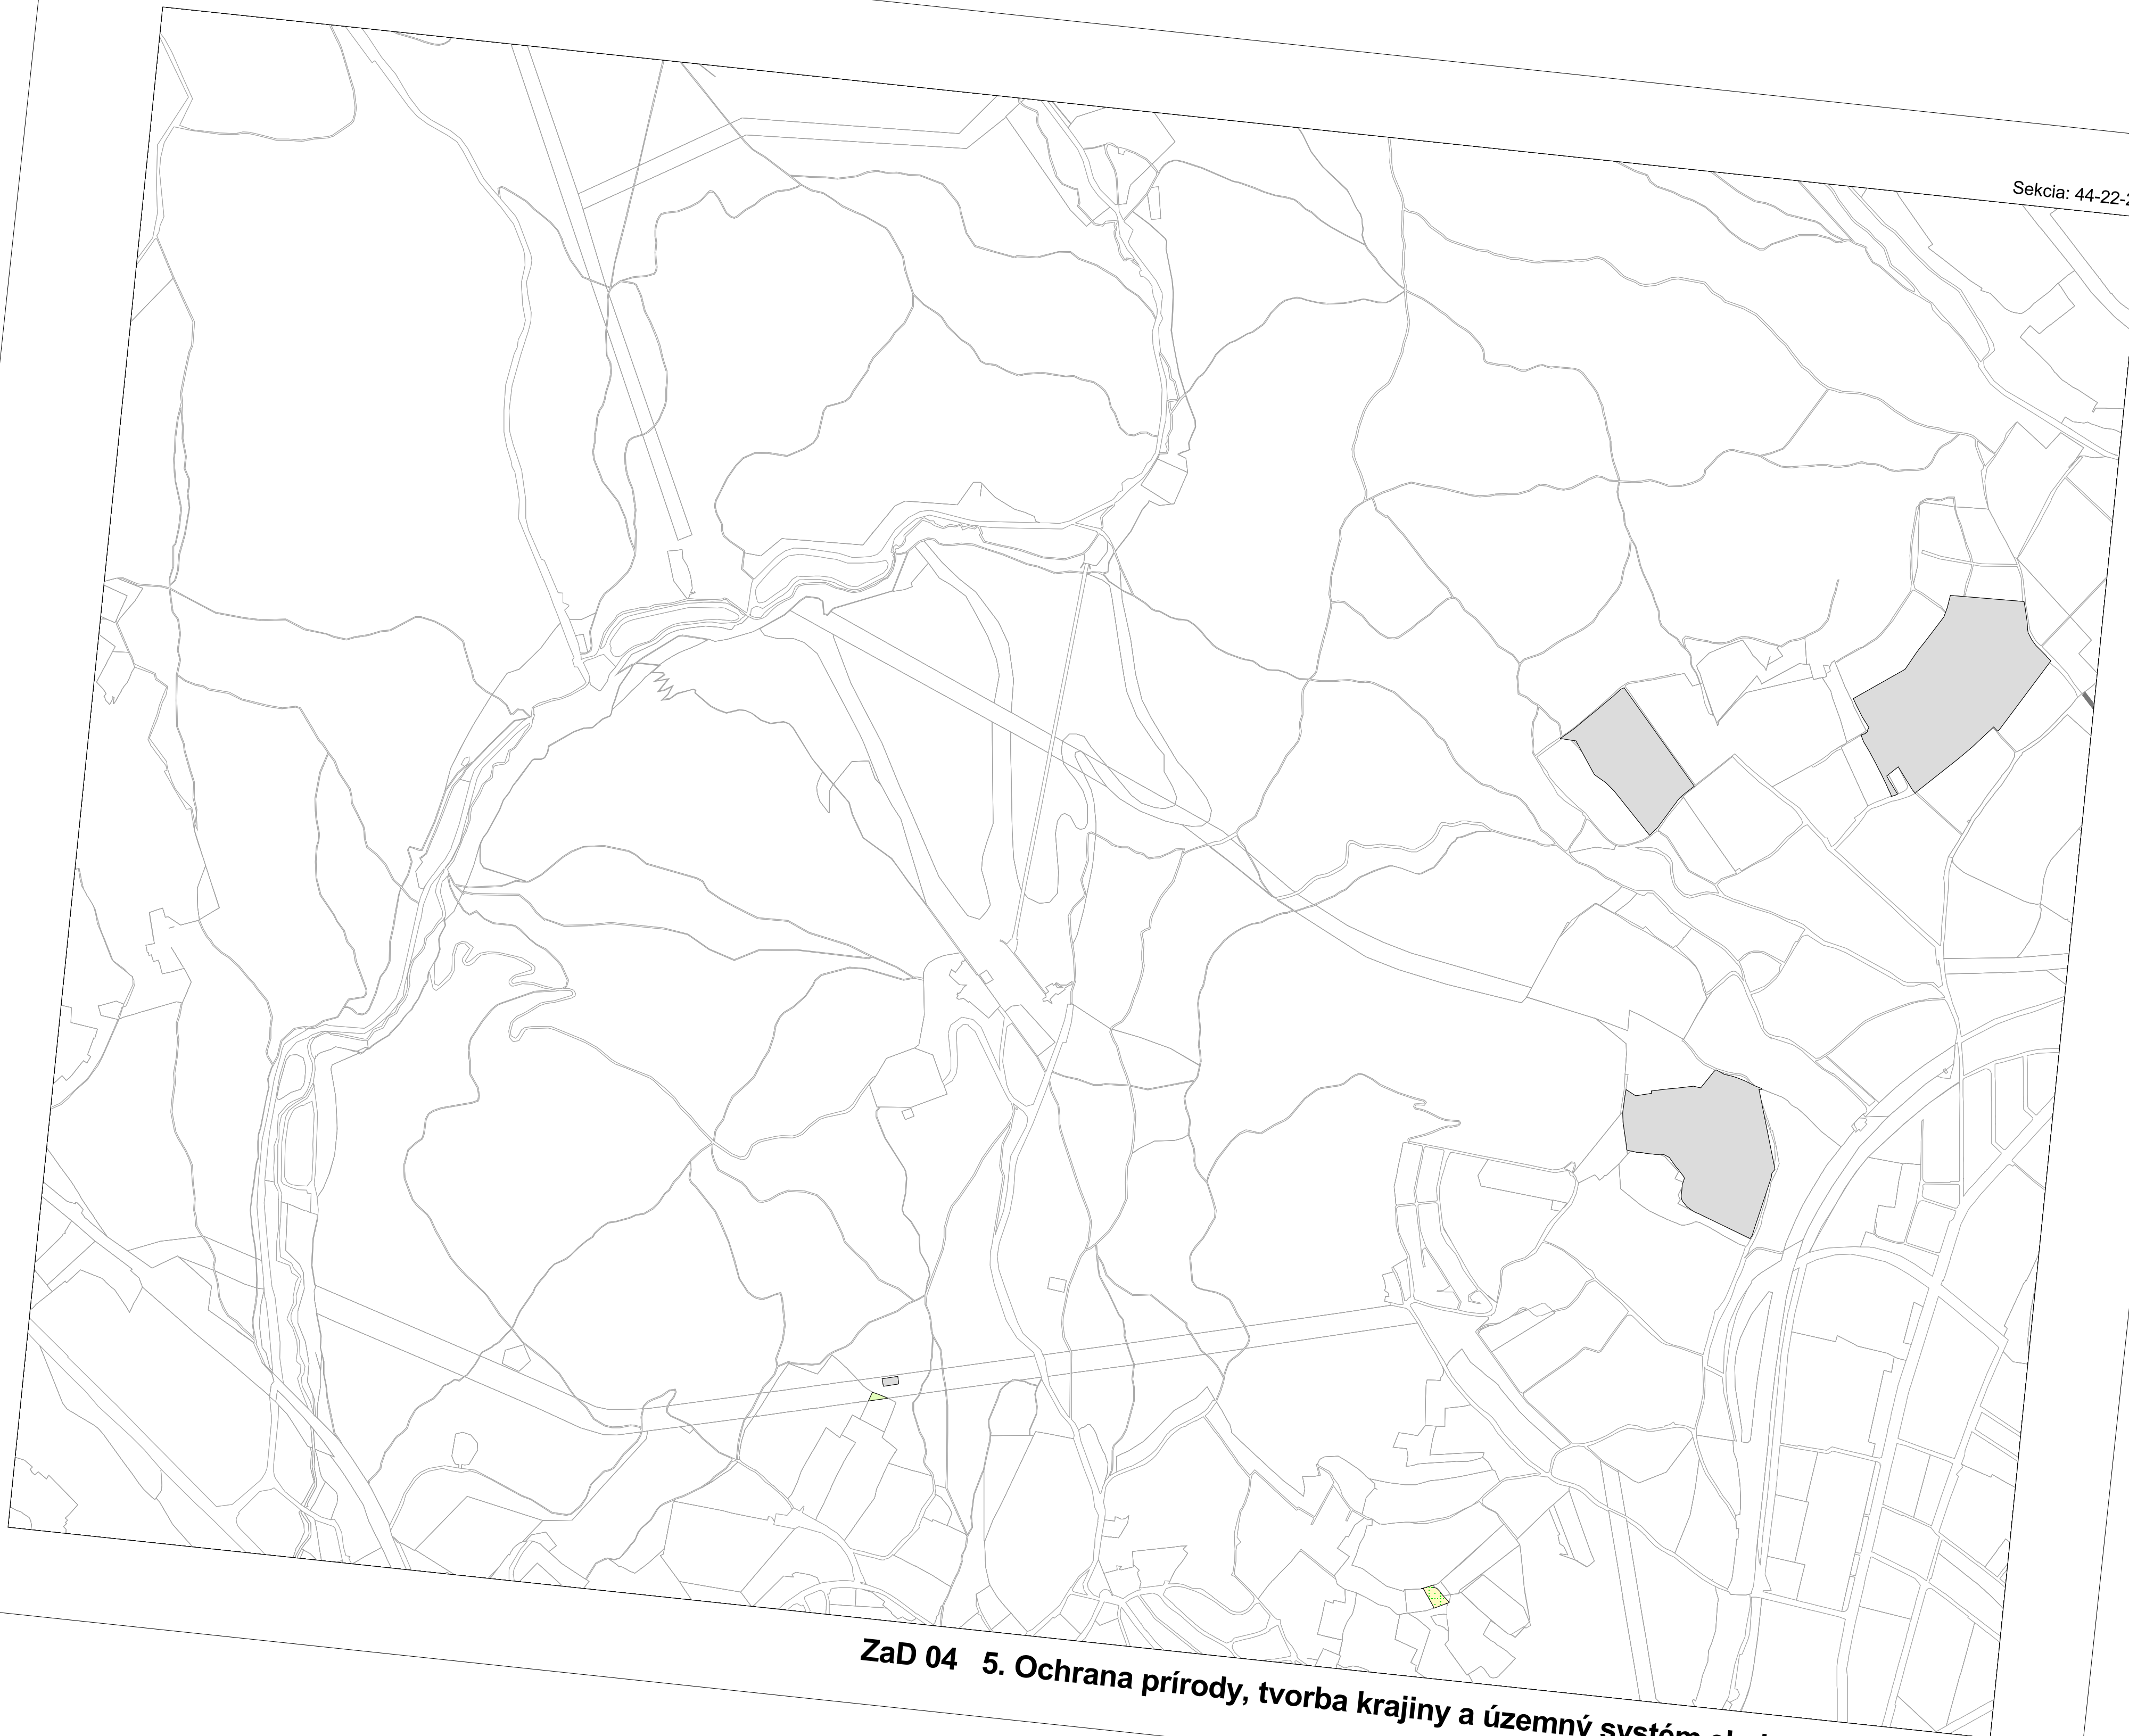 Sekcia: 44-22-2
ZaD 04 5. Ochrana prírody, tvorba krajiny a územný systém